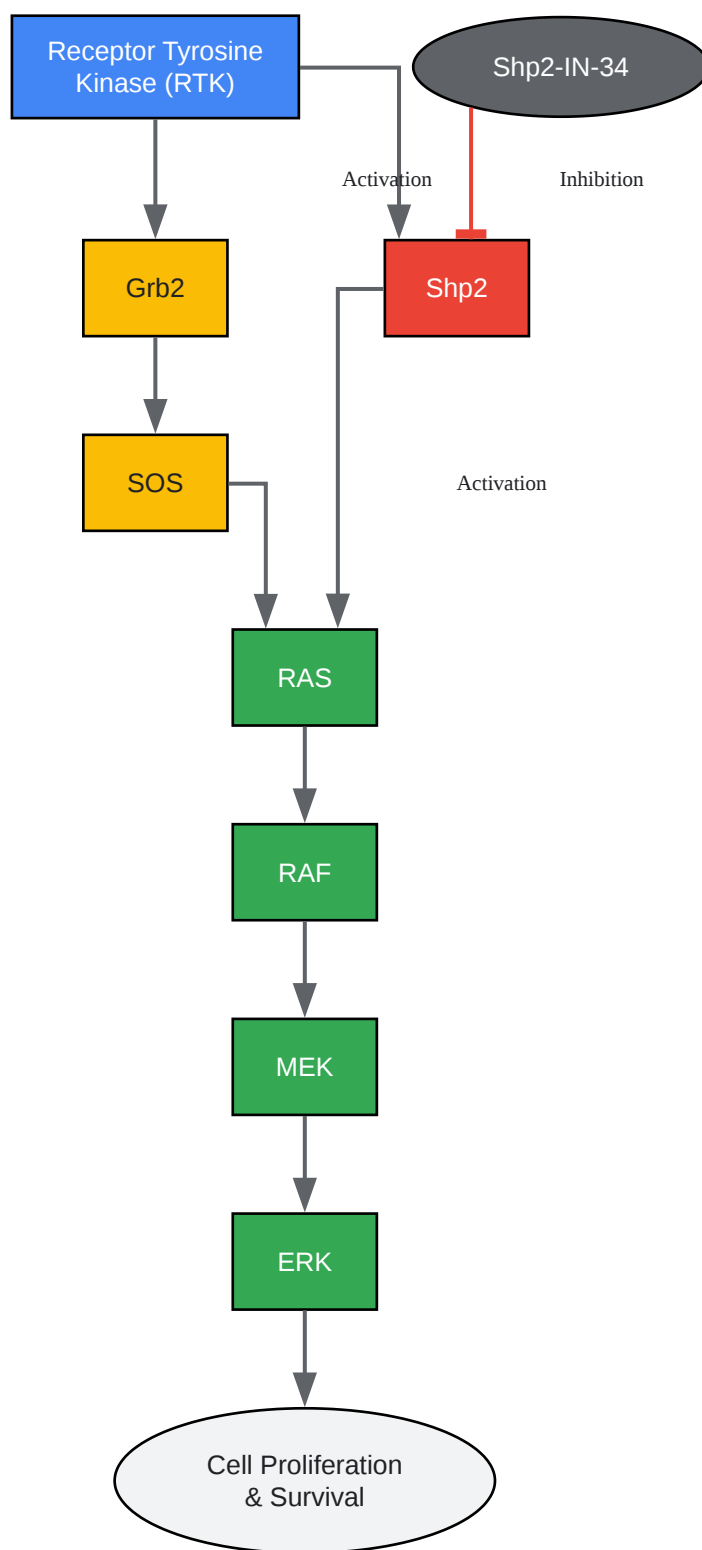 Receptor Tyrosine
Kinase (RTK)
Shp2-IN-34
Activation
Inhibition
Grb2
Shp2
SOS
Activation
RAS
RAF
MEK
ERK
Cell Proliferation
& Survival